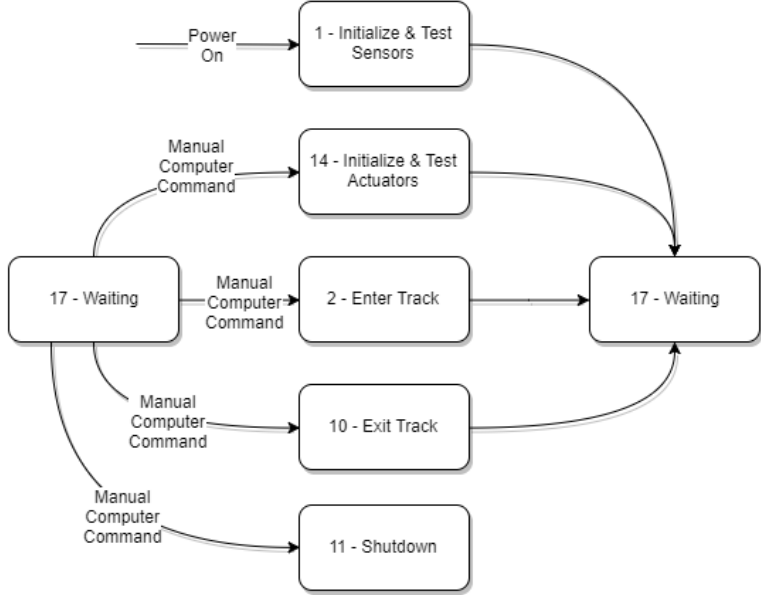 Power
On
1 - Initialize & Test
Sensors
Manual
Computer
Command
14 - Initialize & Test
Actuators
17 - Waiting
Manual
Computer
Command
2 - Enter Track
17 - Waiting
Manual
Computer
Command
10 - Exit Track
Manual
Computer
Command
11 - Shutdown